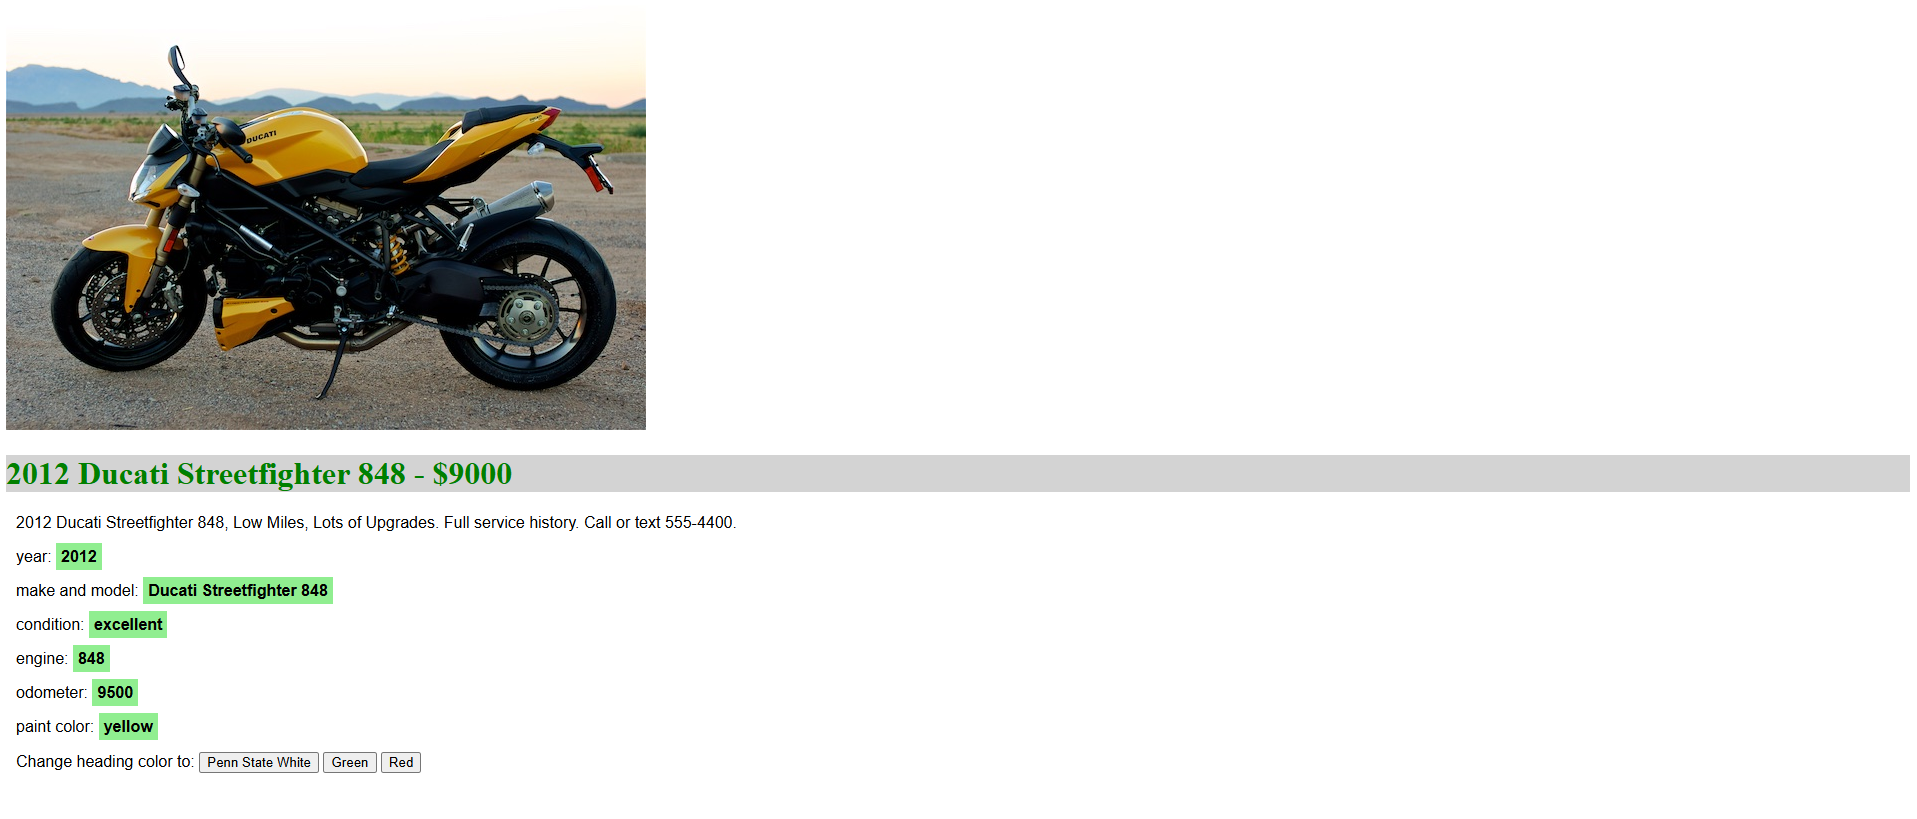 DUCATI
2012 Ducati Streetfighter 848 - $9000
2012 Ducati Streetfighter 848, Low Miles, Lots of Upgrades. Full service history. Call or text 555-4400.
year: 2012
make and model: Ducati Streetfighter 848
condition: excellent
engine: 848
odometer: 9500
paint color: yellow
Change heading color to: Penn State White Green Red